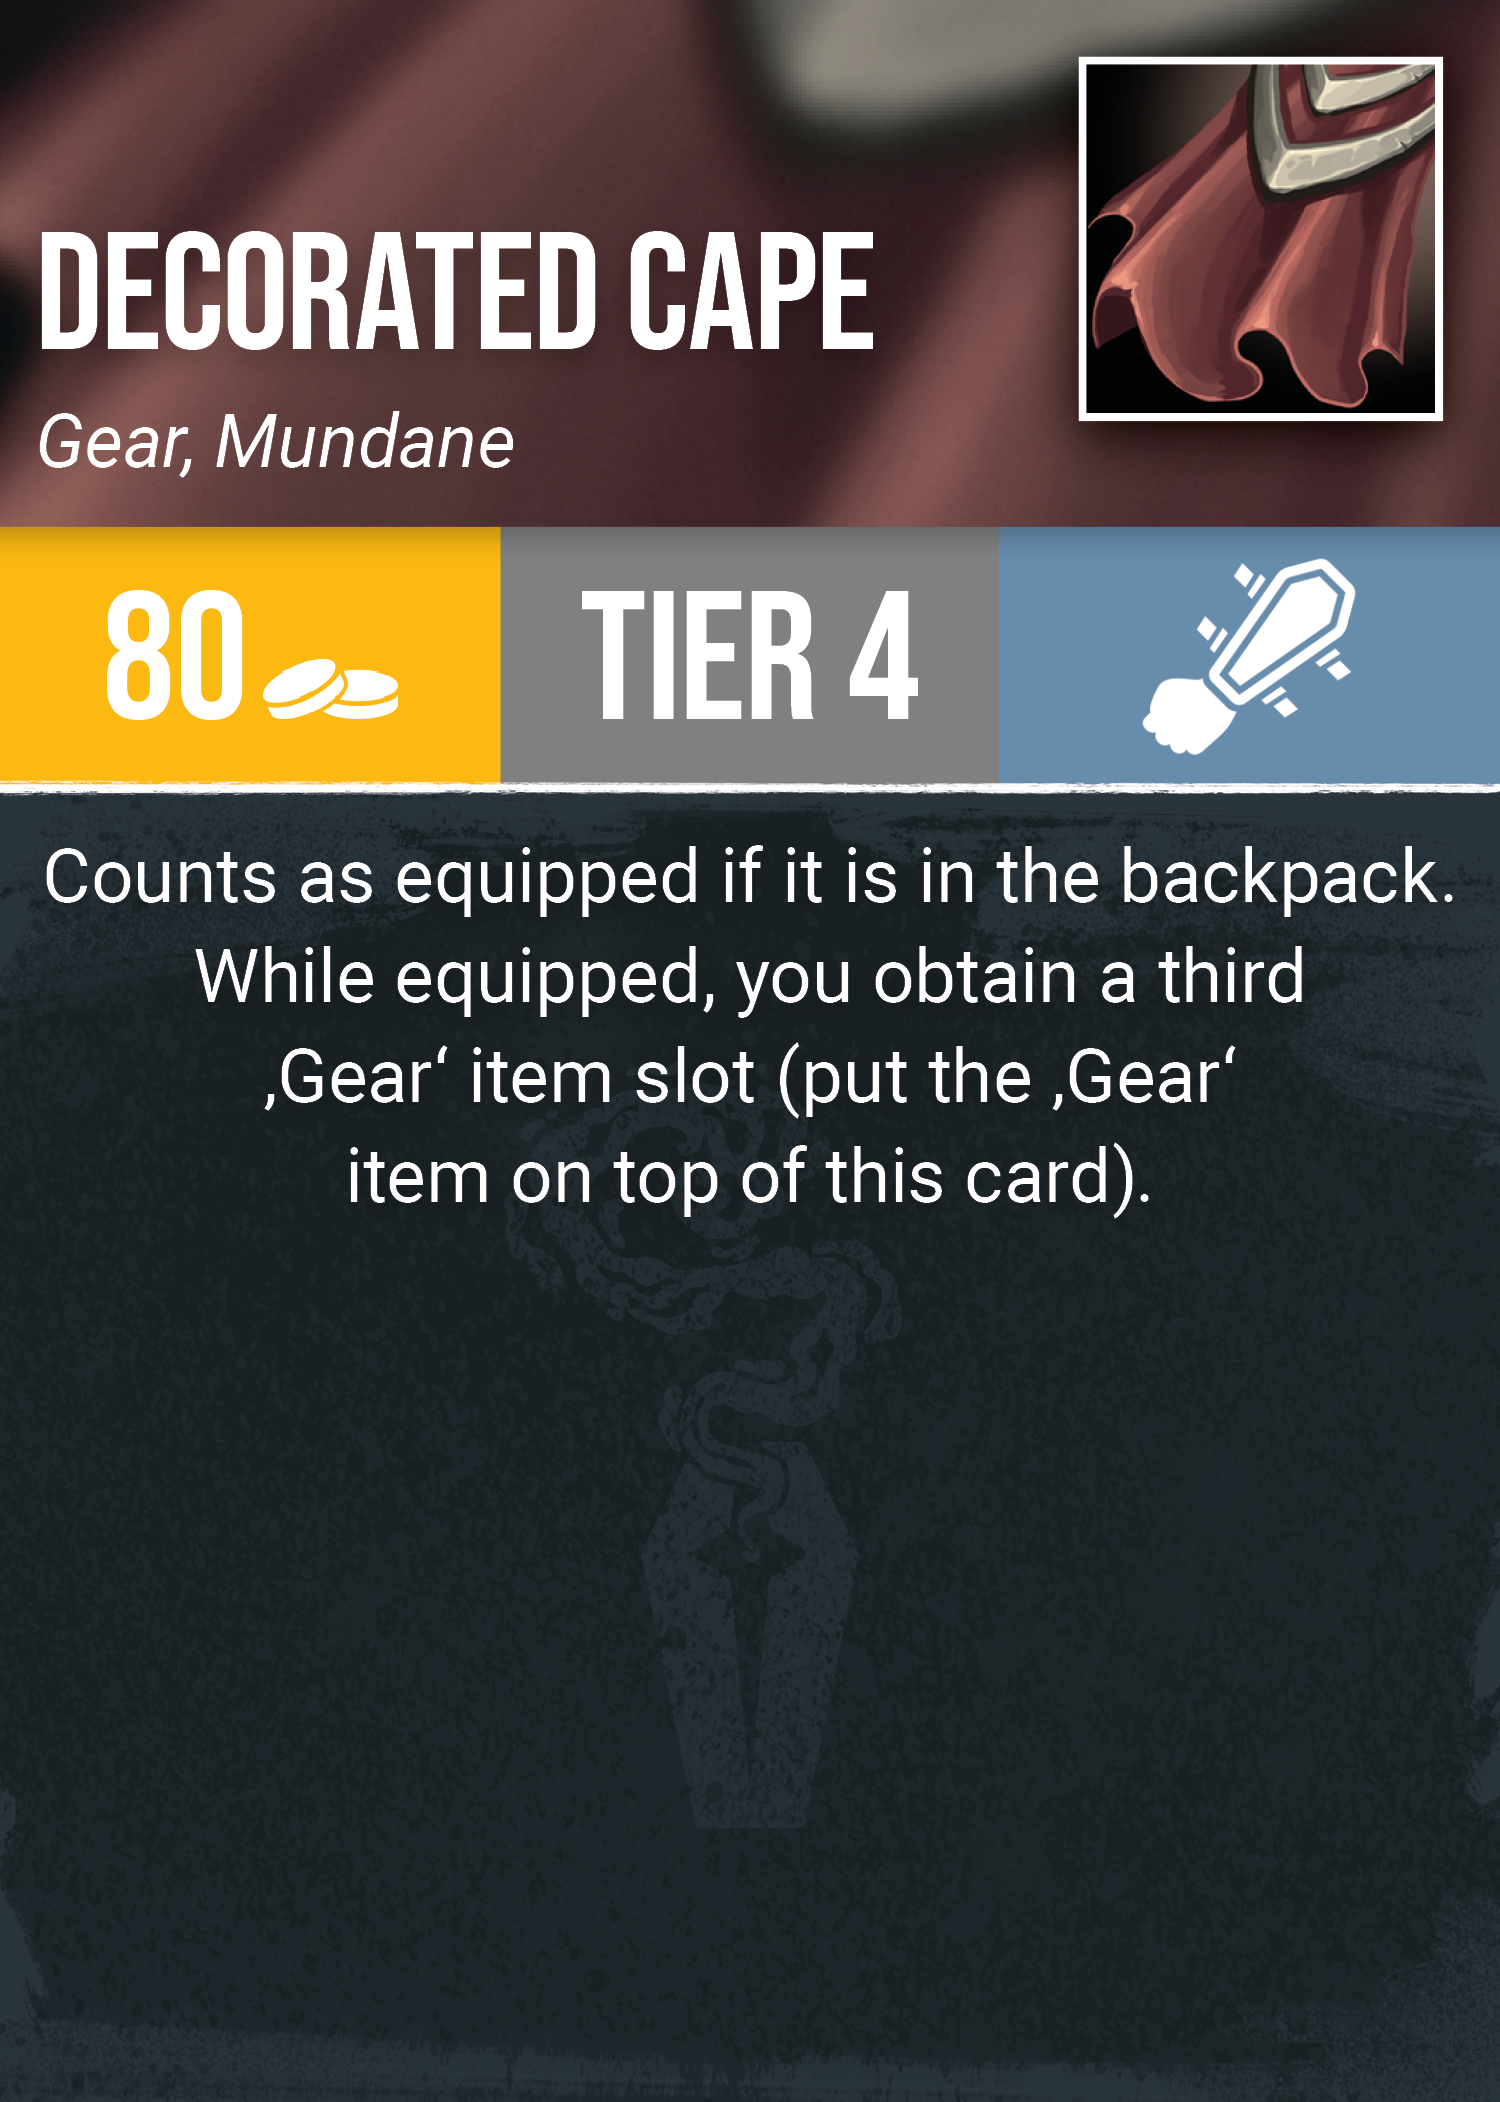 DECORATED CAPE
Gear, Mundane
80
TIER 4
Counts as equipped if it is in the backpack.
While equipped, you obtain a third
‚Gear‘ item slot (put the ‚Gear‘
item on top of this card).